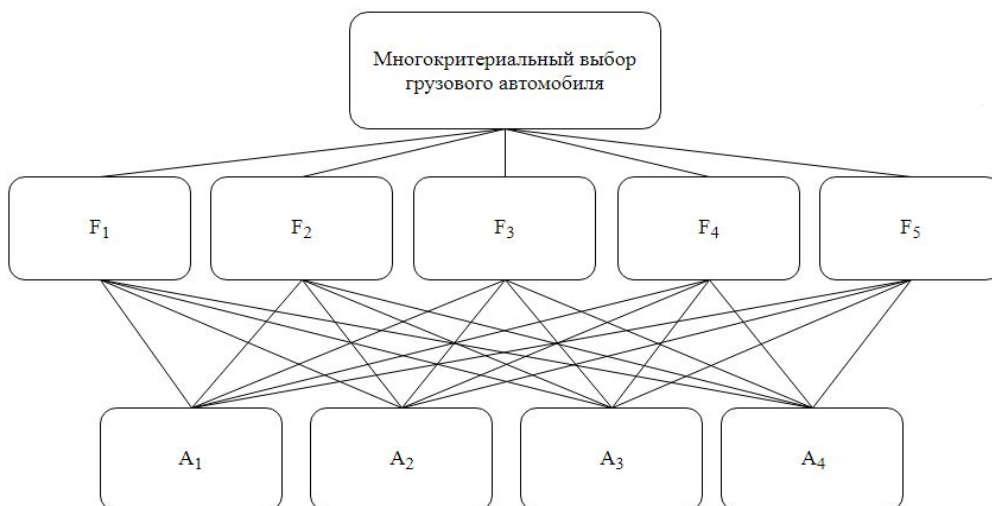 Многокритериальный выбор
грузового автомобиля
F₁ F₂ F₃ F₄ F₅
A₁ A₂ A₃ A₄